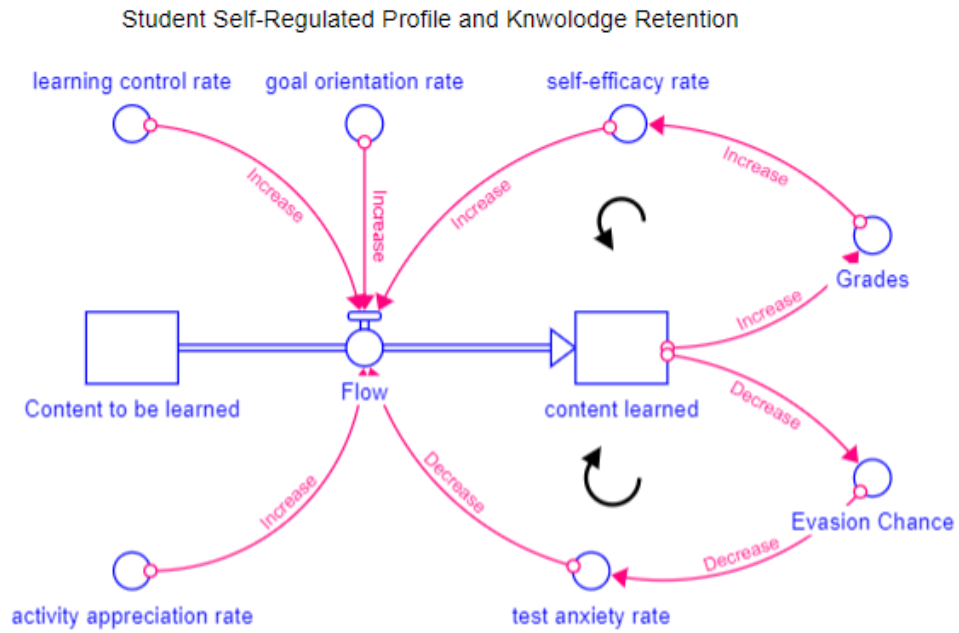 Student Self-Regulated Profile and Knwolodge Retention
learning control rate
goal orientation rate
self-efficacy rate
Increase
Increase
Increase
Increase
Grades
Increase
Flow
Content to be learned
content learned
Decrease
Increase
Decrease
Evasion Chance
Decrease
activity appreciation rate
test anxiety rate